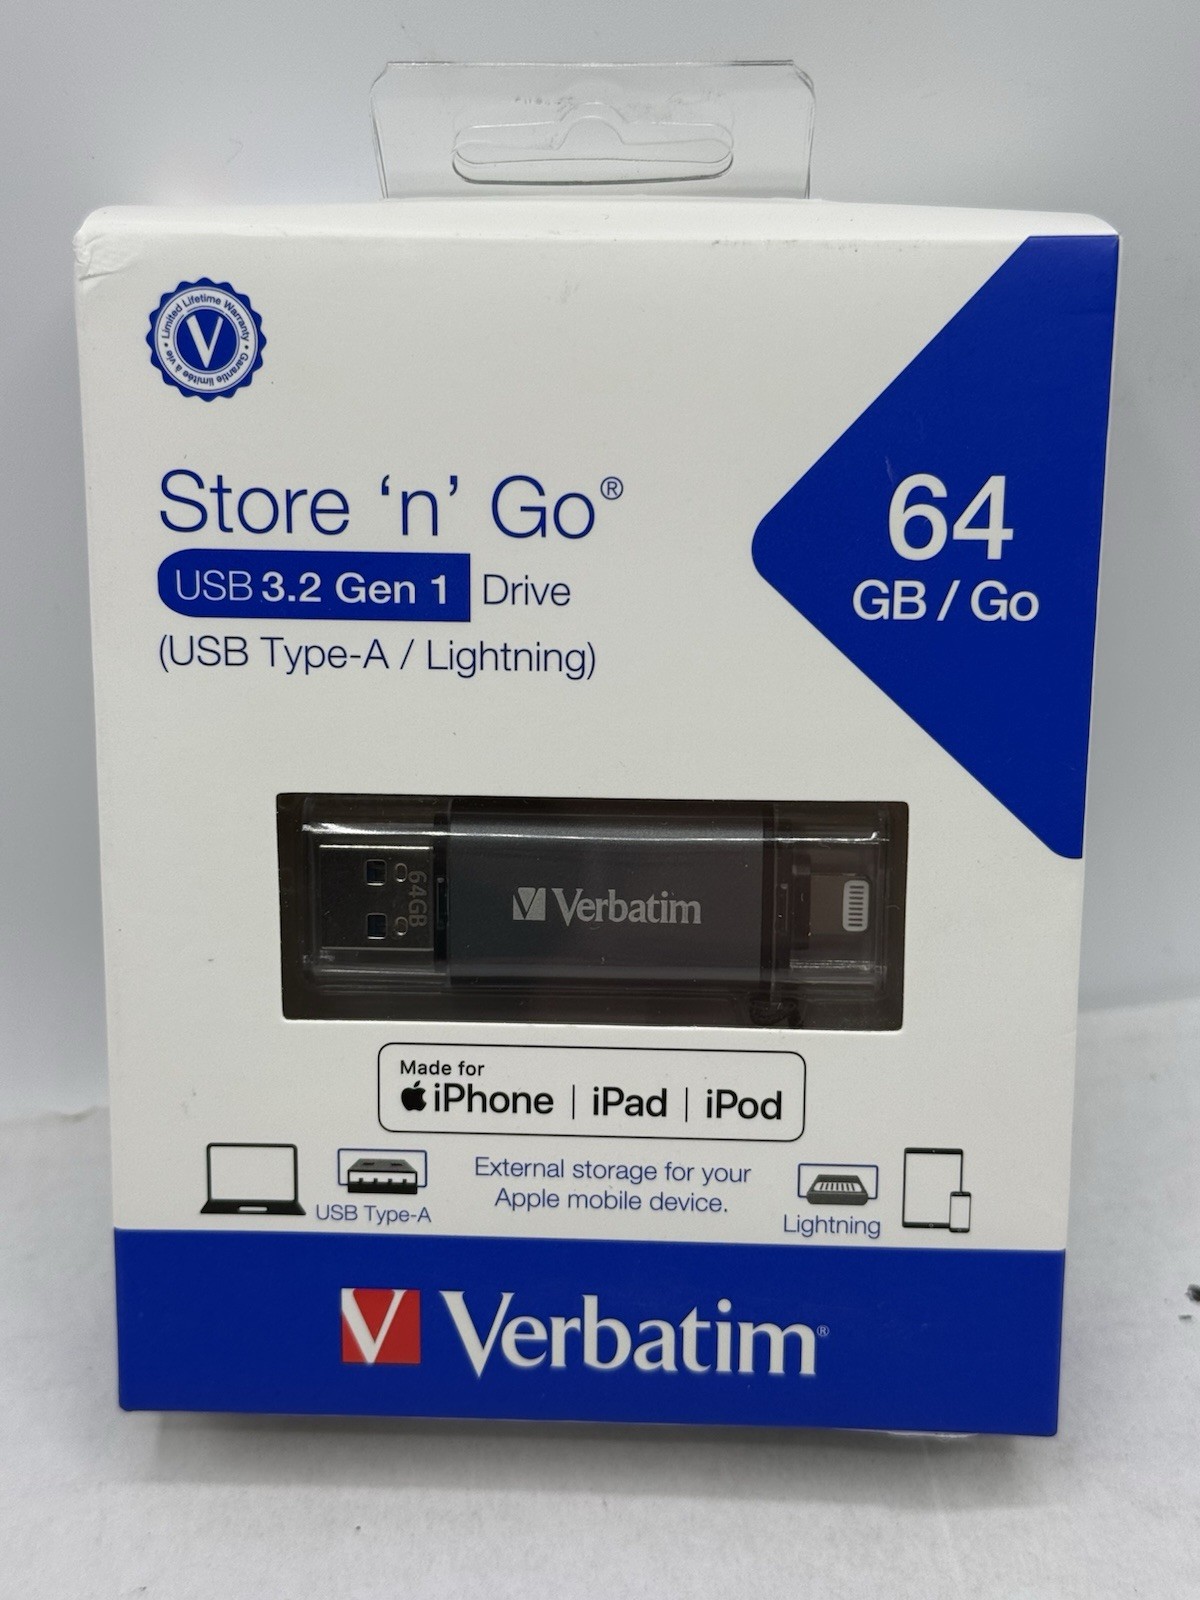 Limited Lifetime Warranty
Garantie limitée à vie
V
Store ‘n’ Go®
USB 3.2 Gen 1 Drive
(USB Type-A / Lightning)
64
GB / Go
64GB
Verbatim
Made for
iPhone | iPad | iPod
USB Type-A
External storage for your
Apple mobile device.
Lightning
Verbatim®